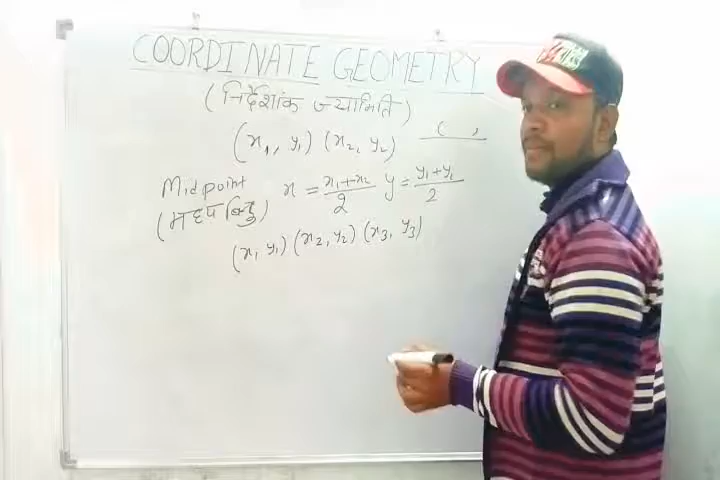 COORDINATE GEOMETRY
(निर्देशांक ज्यामिति)
(x₁, y₁) (x₂, y₂) ( ,
Midpoint x = x₁+x₂/2 y = y₁+y₂/2
(मध्य बिन्दु)
(x, y₁) (x₂, y₂) (x₃, y₃)